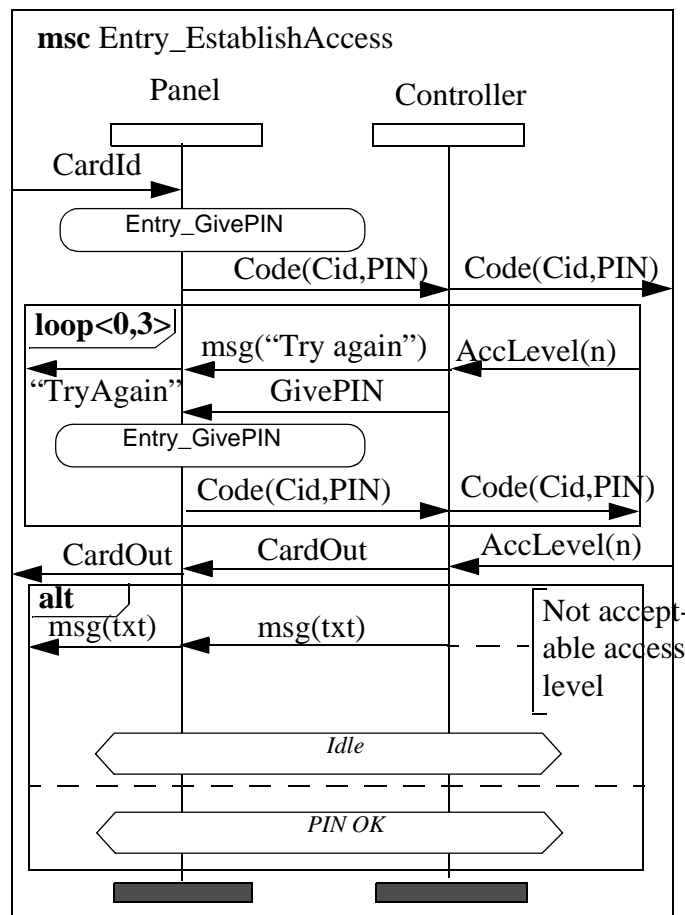 msc Entry_EstablishAccess
Panel
Controller
CardId
Entry_GivePIN
Code(Cid,PIN)
Code(Cid,PIN)
loop<0,3>
msg(“Try again”)
AccLevel(n)
“TryAgain”
GivePIN
Entry_GivePIN
Code(Cid,PIN)
Code(Cid,PIN)
CardOut
CardOut
AccLevel(n)
alt
msg(txt)
msg(txt)
Not accept-
able access
level
Idle
PIN OK